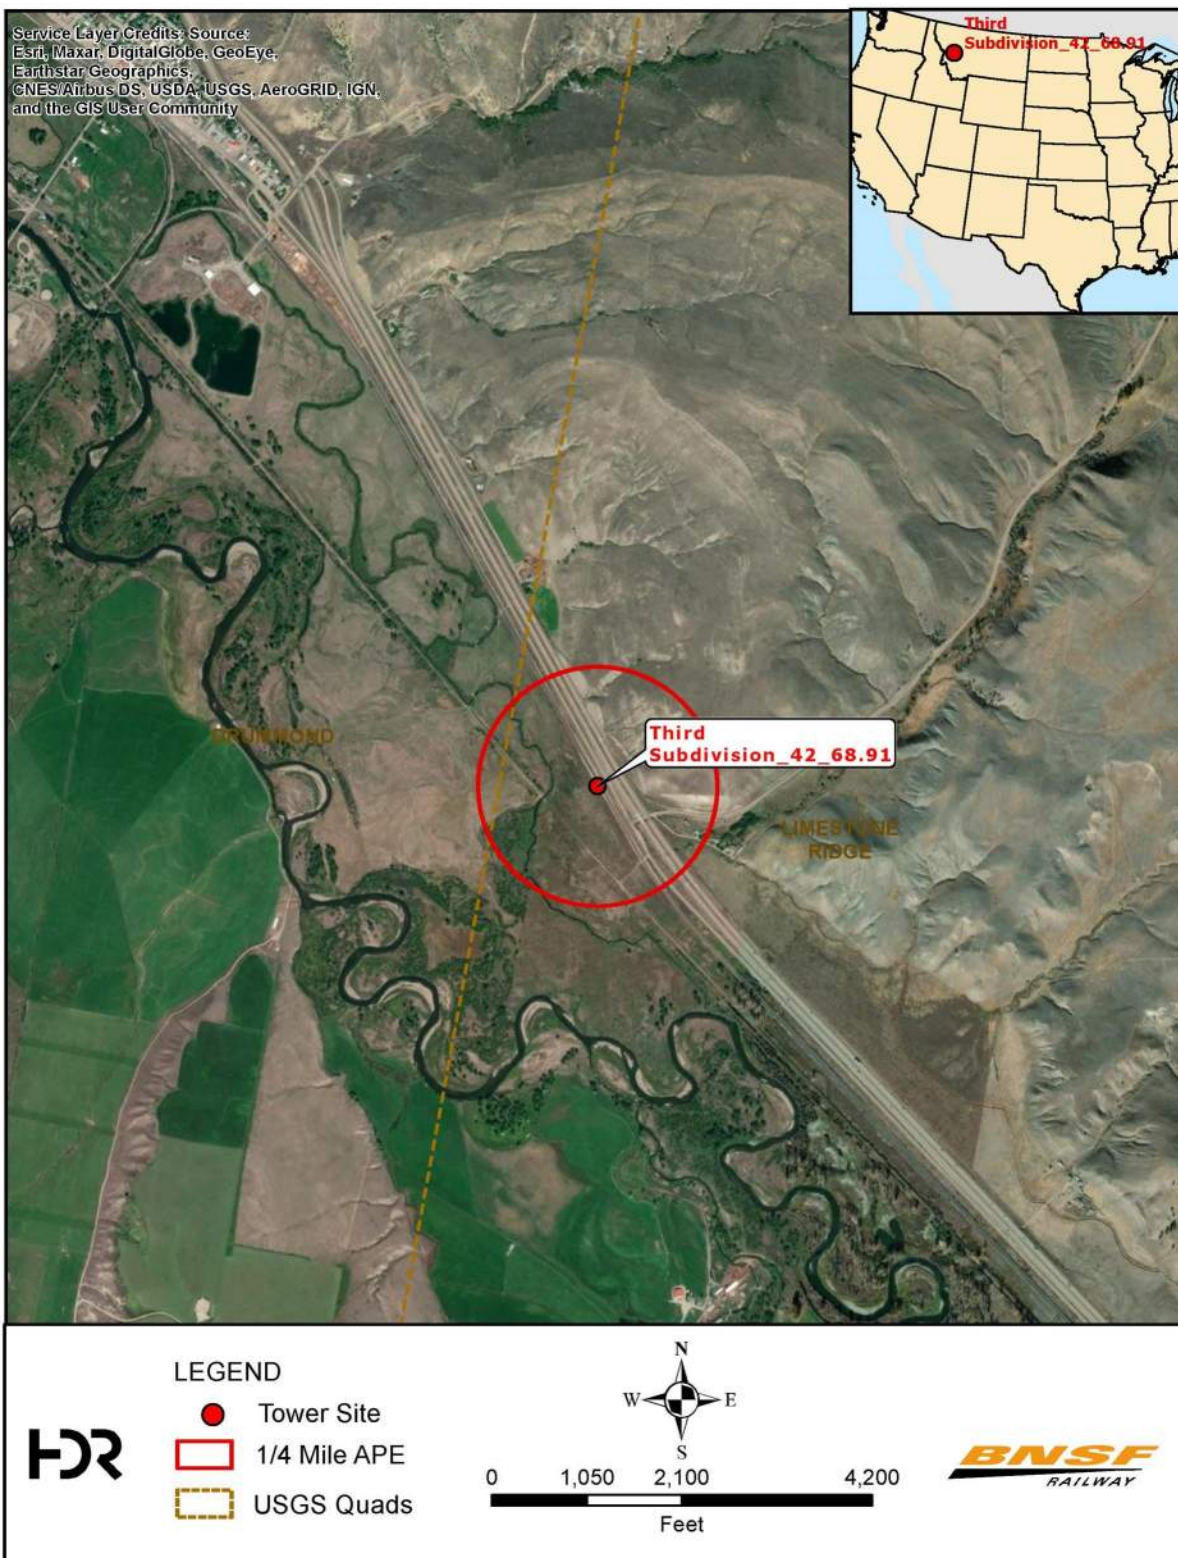 Service Layer Credits: Source:
Esri, Maxar, DigitalGlobe, GeoEye,
Earthstar Geographics,
CNES/Airbus DS, USDA, USGS, AeroGRID, IGN,
and the GIS User Community
Third
Subdivision_42_68.91
DRUMMOND
Third
Subdivision_42_68.91
LIMESTONE
RIDGE
HDR
LEGEND
Tower Site
1/4 Mile APE
USGS Quads
N
W
E
S
0 1,050 2,100 4,200
Feet
BNSF
RAILWAY